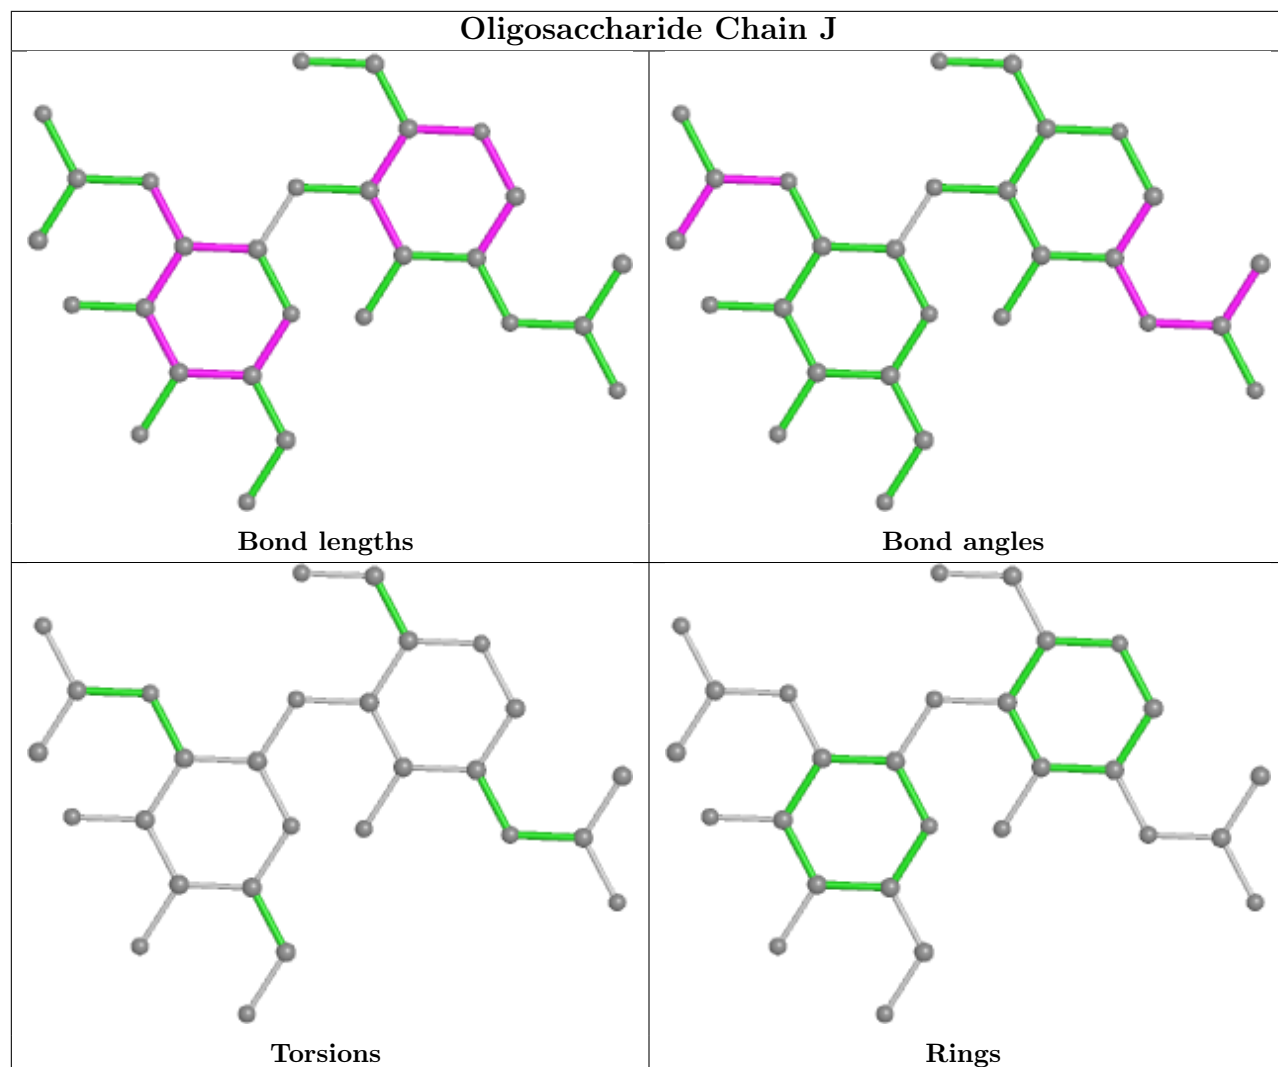 Oligosaccharide Chain J
Bond lengths
Bond angles
Torsions
Rings